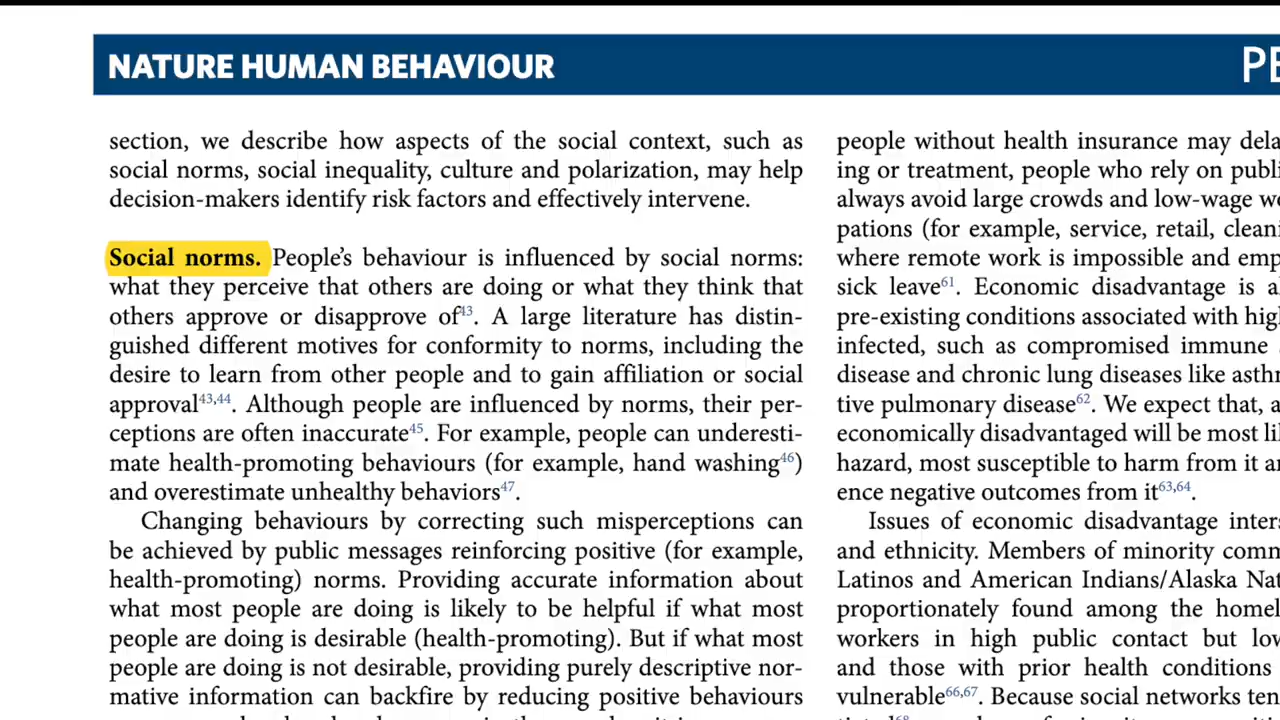 NATURE HUMAN BEHAVIOUR
section, we describe how aspects of the social context, such as
social norms, social inequality, culture and polarization, may help
decision-makers identify risk factors and effectively intervene.
Social norms. People's behaviour is influenced by social norms:
what they perceive that others are doing or what they think that
others approve or disapprove of43. A large literature has distin-
guished different motives for conformity to norms, including the
desire to learn from other people and to gain affiliation or social
approval43,44. Although people are influenced by norms, their per-
ceptions are often inaccurate45. For example, people can underesti-
mate health-promoting behaviours (for example, hand washing46)
and overestimate unhealthy behaviors47.
Changing behaviours by correcting such misperceptions can
be achieved by public messages reinforcing positive (for example,
health-promoting) norms. Providing accurate information about
what most people are doing is likely to be helpful if what most
people are doing is desirable (health-promoting). But if what most
people are doing is not desirable, providing purely descriptive nor-
mative information can backfire by reducing positive behaviours
people without health insurance may dela
ing or treatment, people who rely on publi
always avoid large crowds and low-wage wo
pations (for example, service, retail, cleani
where remote work is impossible and emp
sick leave61. Economic disadvantage is al
pre-existing conditions associated with high
infected, such as compromised immune
disease and chronic lung diseases like asthm
tive pulmonary disease62. We expect that, a
economically disadvantaged will be most lik
hazard, most susceptible to harm from it an
ence negative outcomes from it63,64.
Issues of economic disadvantage inters
and ethnicity. Members of minority comm
Latinos and American Indians/Alaska Nat
proportionately found among the homel
workers in high public contact but low
and those with prior health conditions
vulnerable66,67. Because social networks ten